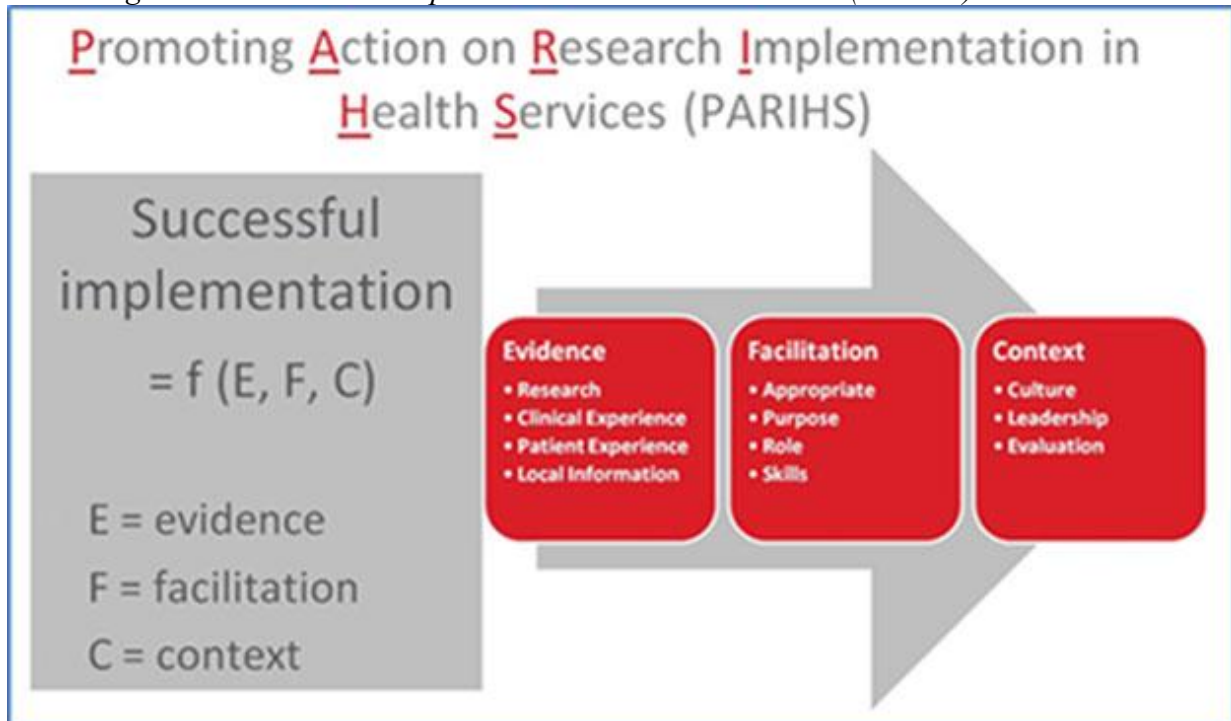 Promoting Action on Research Implementation in
Health Services (PARIHS)
Successful
implementation
= f (E, F, C)
E = evidence
F = facilitation
C = context
Evidence
• Research
• Clinical Experience
• Patient Experience
• Local Information
Facilitation
• Appropriate
• Purpose
• Role
• Skills
Context
• Culture
• Leadership
• Evaluation